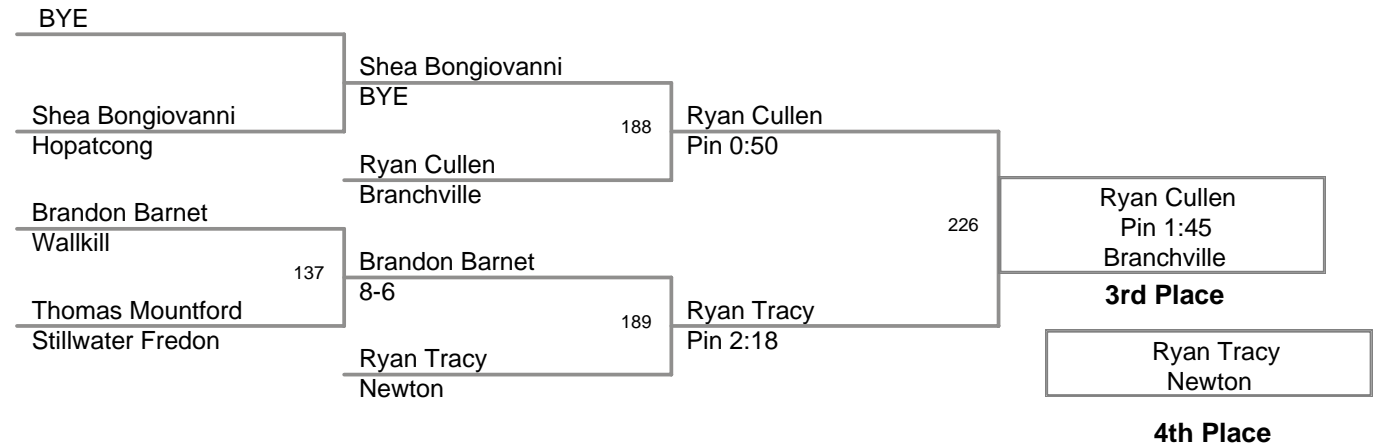 BYE
Shea Bongiovanni
BYE
Shea Bongiovanni
Hopatcong
188
Ryan Cullen
Pin 0:50
Ryan Cullen
Branchville
Brandon Barnet
Wallkill
226
Ryan Cullen
Pin 1:45
Branchville
3rd Place
137
Brandon Barnet
8-6
Thomas Mountford
Stillwater Fredon
189
Ryan Tracy
Pin 2:18
Ryan Tracy
Newton
Ryan Tracy
Newton
4th Place